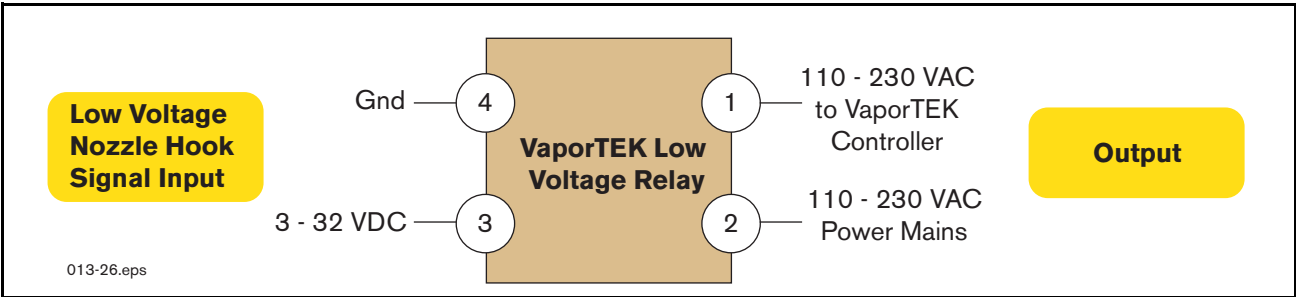 Low Voltage
Nozzle Hook
Signal Input
Gnd
4
3 - 32 VDC
3
VaporTEK Low
Voltage Relay
1
110 - 230 VAC
to VaporTEK
Controller
2
110 - 230 VAC
Power Mains
Output
013-26.eps